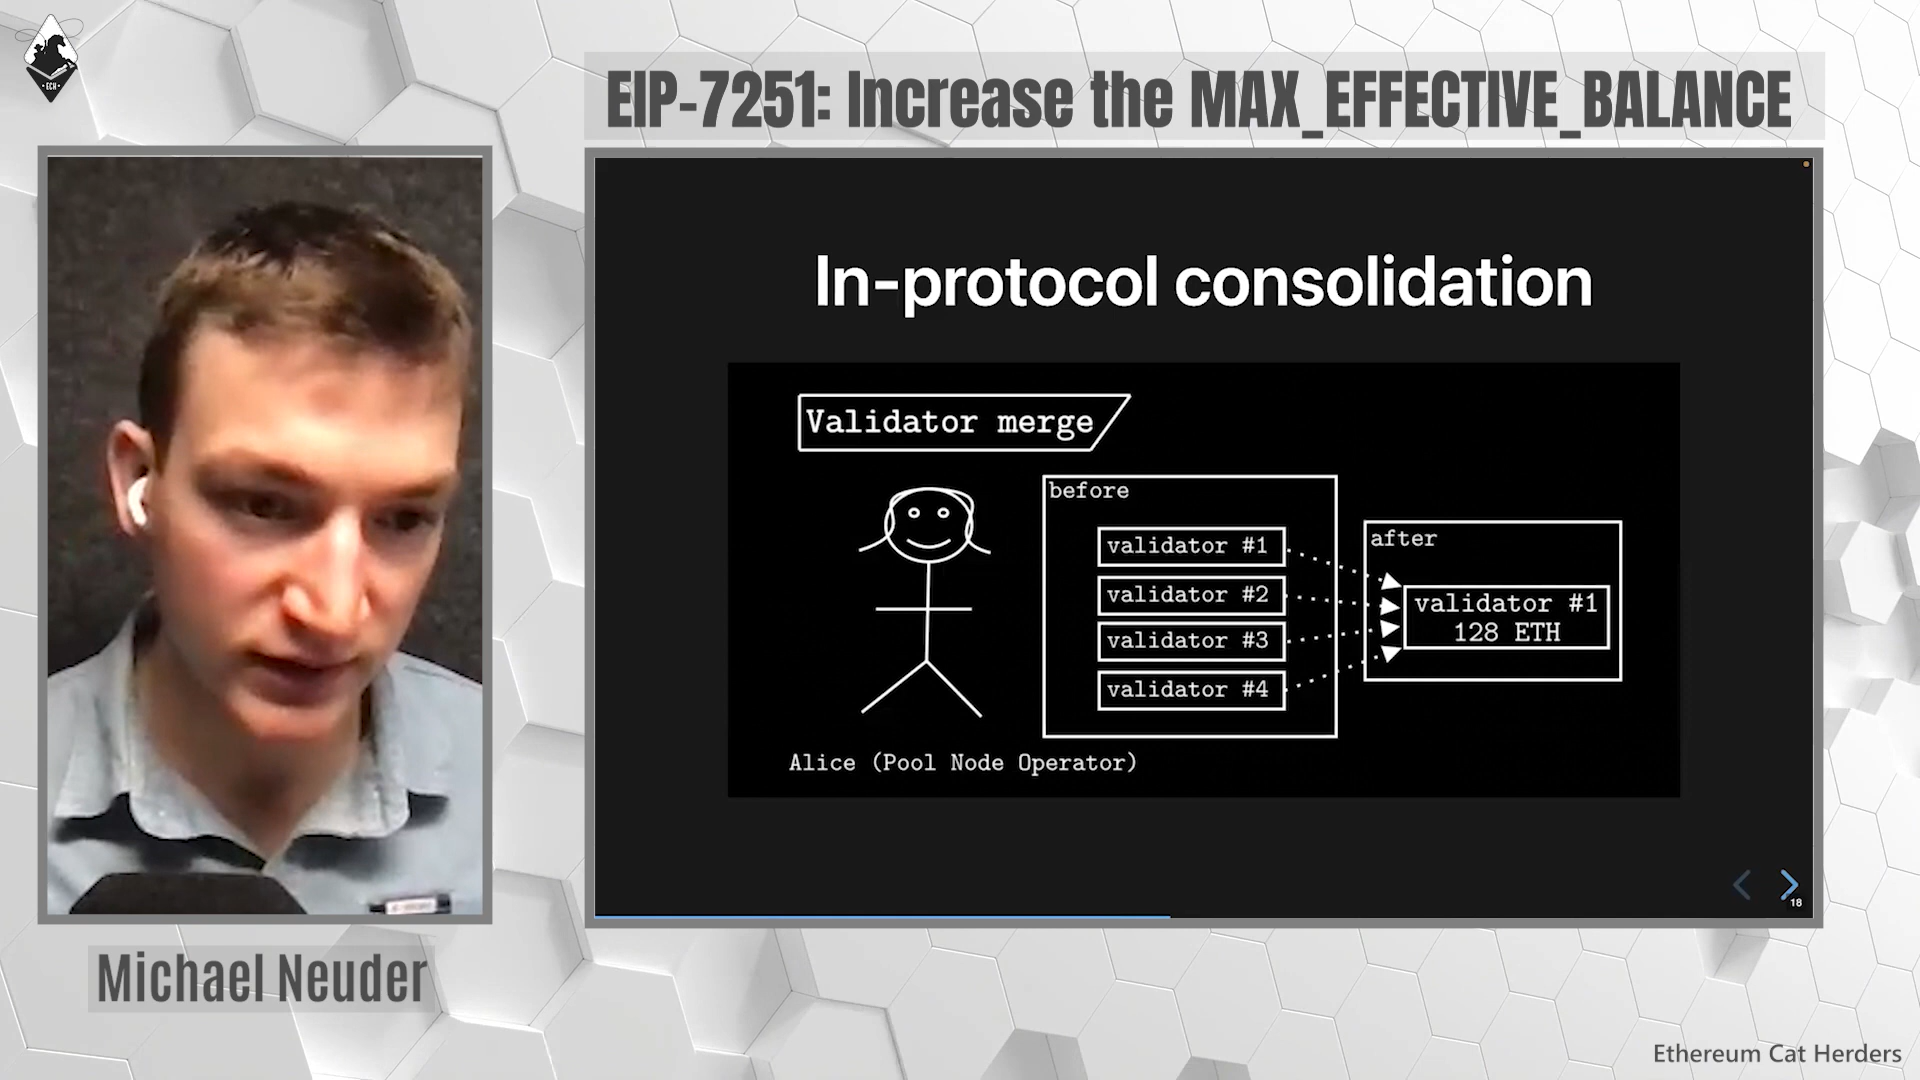 ECH
EIP-7251: Increase the MAX_EFFECTIVE_BALANCE
In-protocol consolidation
Validator merge
before
validator #1
validator #2
validator #3
validator #4
after
validator #1
128 ETH
Alice (Pool Node Operator)
18
Michael Neuder
Ethereum Cat Herders